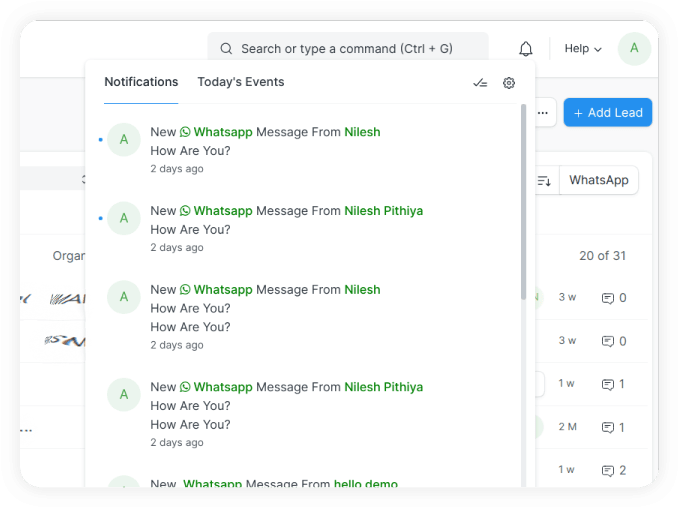 Search or type a command (Ctrl + G)
Help
A
Notifications
Today's Events
...
+ Add Lead
A
New Whatsapp Message From Nilesh
How Are You?
2 days ago
WhatsApp
A
New Whatsapp Message From Nilesh Pithiya
How Are You?
2 days ago
20 of 31
A
New Whatsapp Message From Nilesh
How Are You?
How Are You?
2 days ago
3 w
0
3 w
0
A
New Whatsapp Message From Nilesh Pithiya
How Are You?
How Are You?
2 days ago
1 w
1
...
2 M
1
1 w
2
New Whatsapp Message From hello demo